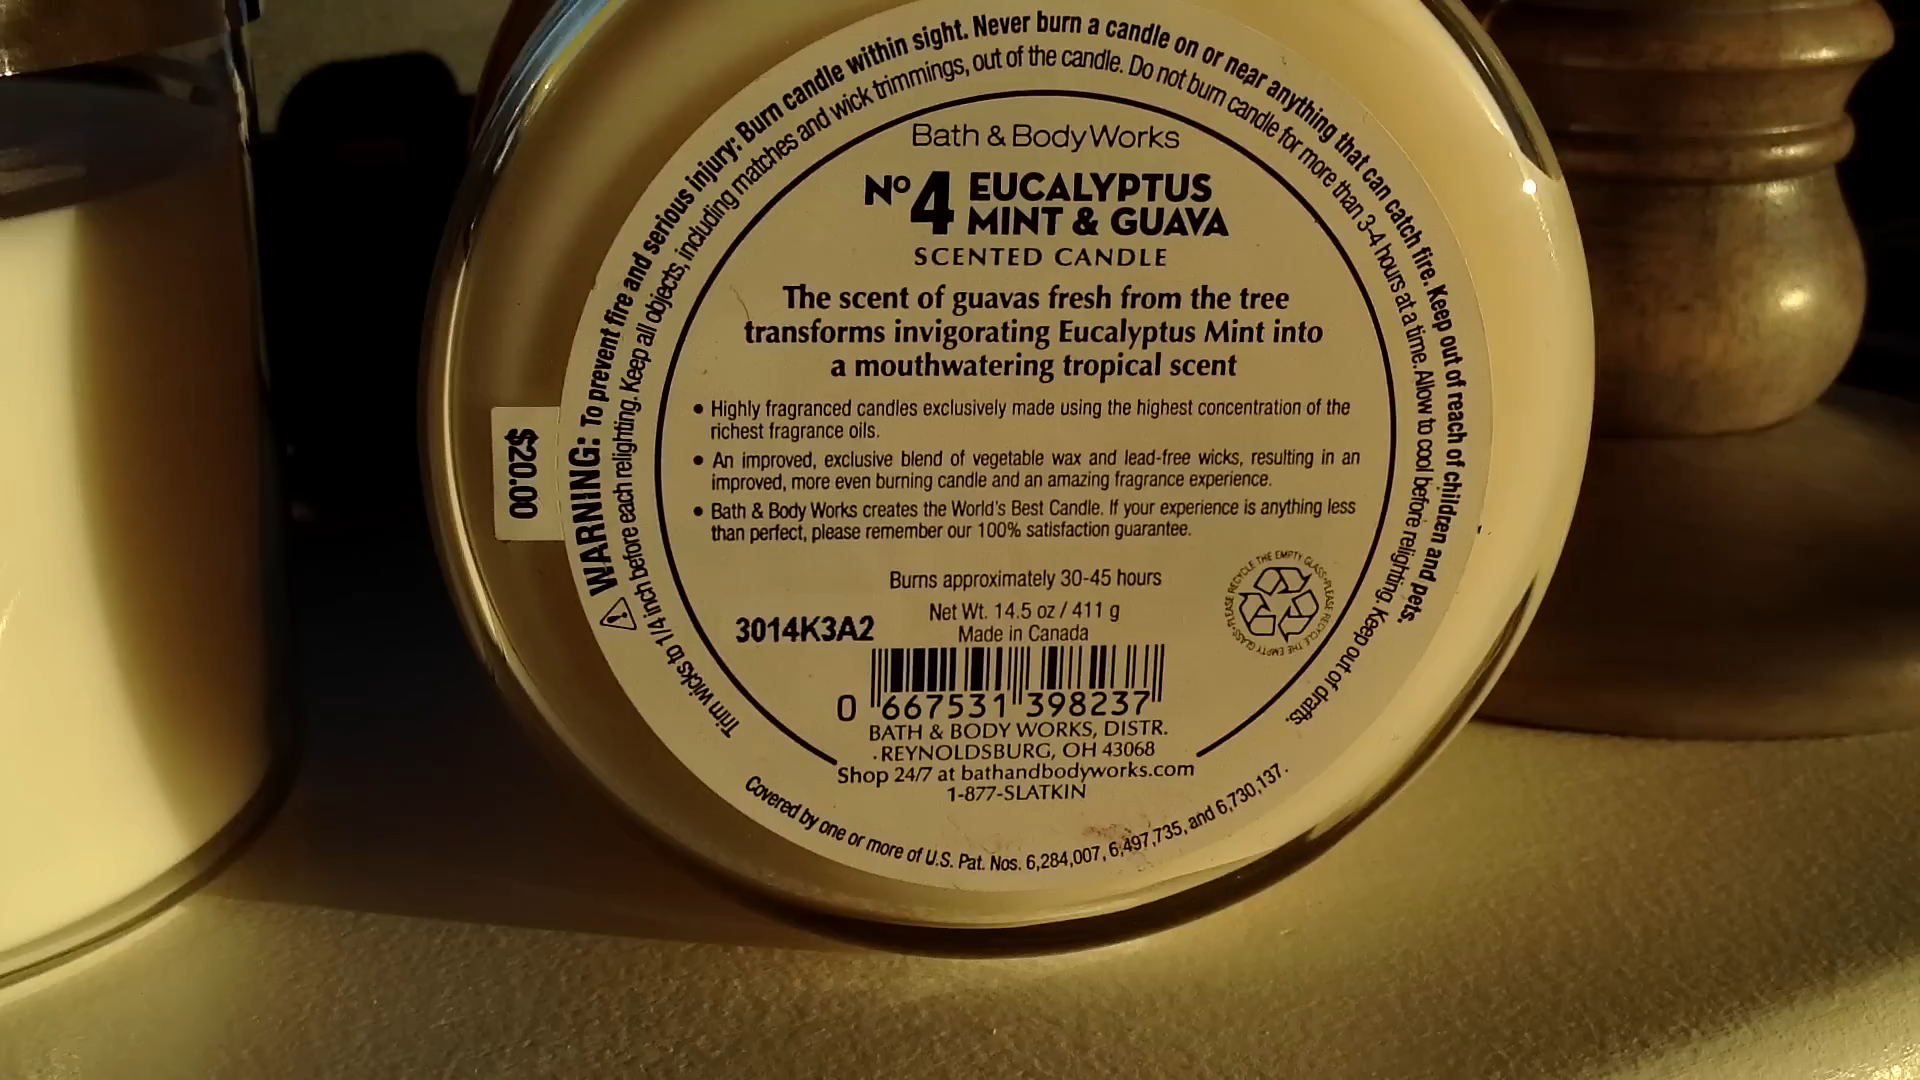 WARNING: To prevent fire and serious injury: Burn candle within sight. Never burn a candle on or near anything that can catch fire. Keep out of reach of children and pets.
Trim wicks to 1/4 inch before each relighting. Keep all objects, including matches and wick trimmings, out of the candle. Do not burn candle for more than 3-4 hours at a time. Allow to cool before relighting. Keep out of drafts.
Bath & Body Works
Nº 4 EUCALYPTUS
MINT & GUAVA
SCENTED CANDLE
The scent of guavas fresh from the tree
transforms invigorating Eucalyptus Mint into
a mouthwatering tropical scent
• Highly fragranced candles exclusively made using the highest concentration of the
richest fragrance oils.
• An improved, exclusive blend of vegetable wax and lead-free wicks, resulting in an
improved, more even burning candle and an amazing fragrance experience.
• Bath & Body Works creates the World's Best Candle. If your experience is anything less
than perfect, please remember our 100% satisfaction guarantee.
$20.00
Burns approximately 30-45 hours
Net Wt. 14.5 oz / 411 g
Made in Canada
3014K3A2
PLEASE RECYCLE THE EMPTY GLASS • PLEASE RECYCLE THE EMPTY GLASS •
0 667531 398237
BATH & BODY WORKS, DISTR.
REYNOLDSBURG, OH 43068
Shop 24/7 at bathandbodyworks.com
1-877-SLATKIN
Covered by one or more of U.S. Pat. Nos. 6,284,007, 6,497,735, and 6,730,137.